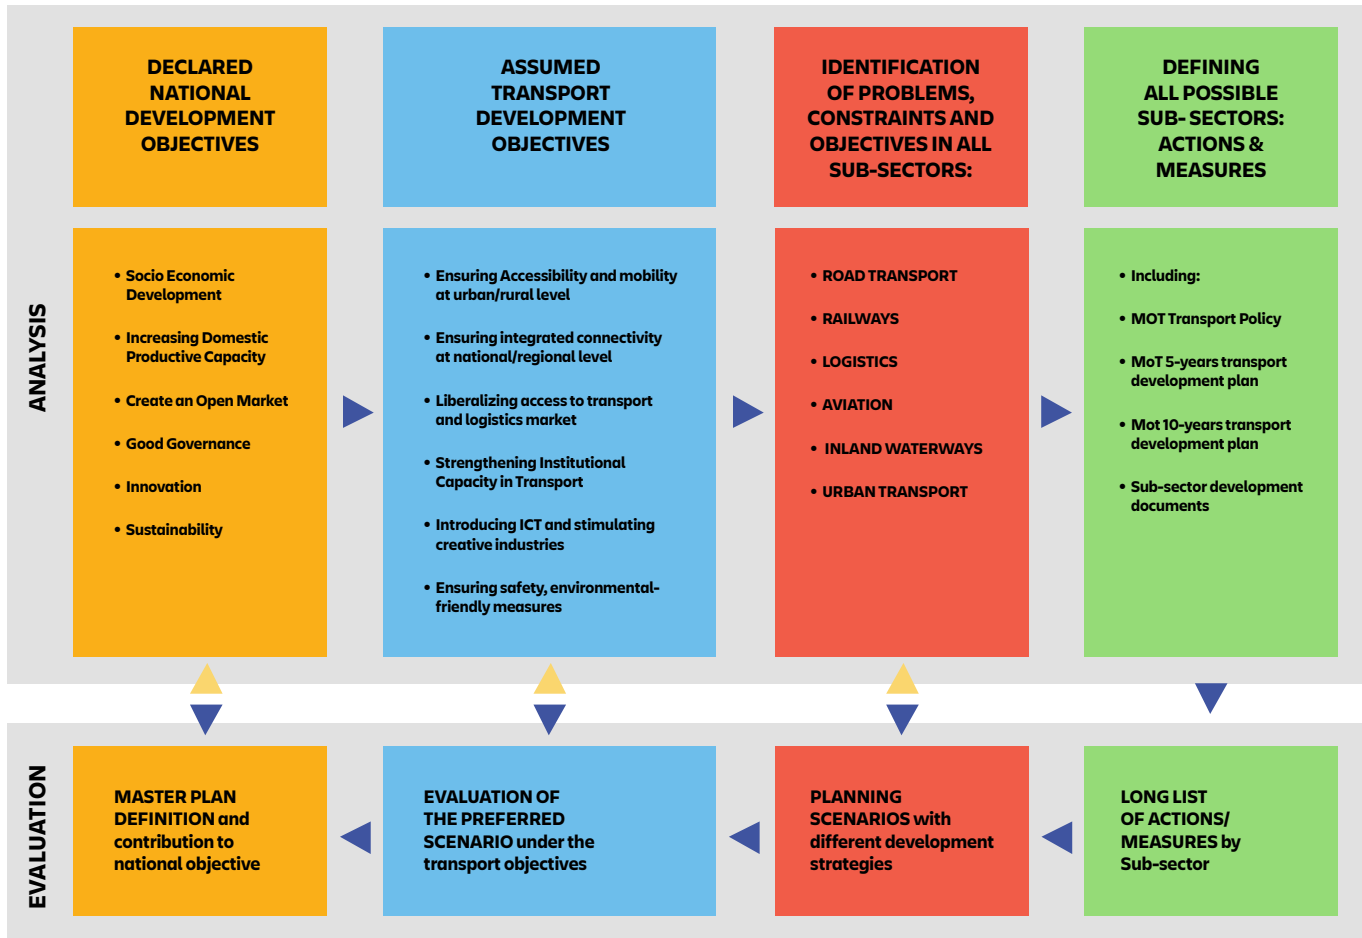 DECLARED
NATIONAL
DEVELOPMENT
OBJECTIVES
ASSUMED
TRANSPORT
DEVELOPMENT
OBJECTIVES
IDENTIFICATION
OF PROBLEMS,
CONSTRAINTS AND
OBJECTIVES IN ALL
SUB-SECTORS:
DEFINING
ALL POSSIBLE
SUB- SECTORS:
ACTIONS &
MEASURES
ANALYSIS
• Socio Economic
Development
• Increasing Domestic
Productive Capacity
• Create an Open Market
• Good Governance
• Innovation
• Sustainability
• Ensuring Accessibility and mobility
at urban/rural level
• Ensuring integrated connectivity
at national/regional level
• Liberalizing access to transport
and logistics market
• Strengthening Institutional
Capacity in Transport
• Introducing ICT and stimulating
creative industries
• Ensuring safety, environmental-
friendly measures
• ROAD TRANSPORT
• RAILWAYS
• LOGISTICS
• AVIATION
• INLAND WATERWAYS
• URBAN TRANSPORT
• Including:
• MOT Transport Policy
• MoT 5-years transport
development plan
• Mot 10-years transport
development plan
• Sub-sector development
documents
EVALUATION
MASTER PLAN
DEFINITION and
contribution to
national objective
EVALUATION OF
THE PREFERRED
SCENARIO under the
transport objectives
PLANNING
SCENARIOS with
different development
strategies
LONG LIST
OF ACTIONS/
MEASURES by
Sub-sector